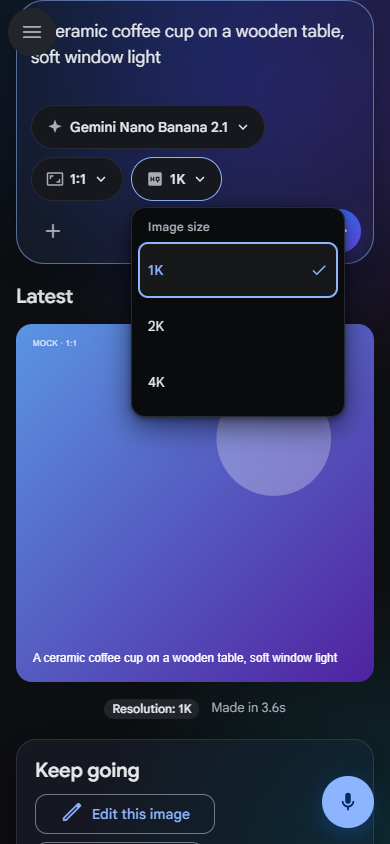 eramic coffee cup on a wooden table,
soft window light
Gemini Nano Banana 2.1
1:1
HQ 1K
Image size
1K
2K
4K
Latest
MOCK · 1:1
A ceramic coffee cup on a wooden table, soft window light
Resolution: 1K Made in 3.6s
Keep going
Edit this image